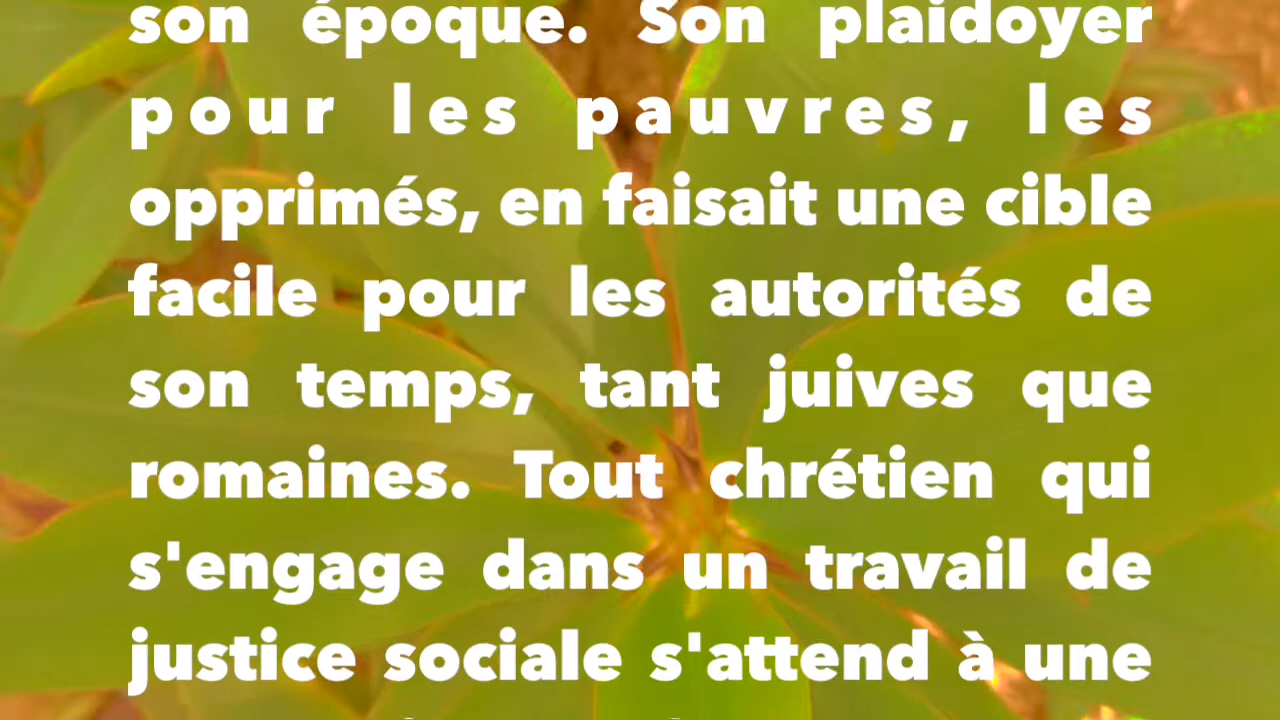 son époque. Son plaidoyer
pour les pauvres, les
opprimés, en faisait une cible
facile pour les autorités de
son temps, tant juives que
romaines. Tout chrétien qui
s'engage dans un travail de
justice sociale s'attend à une